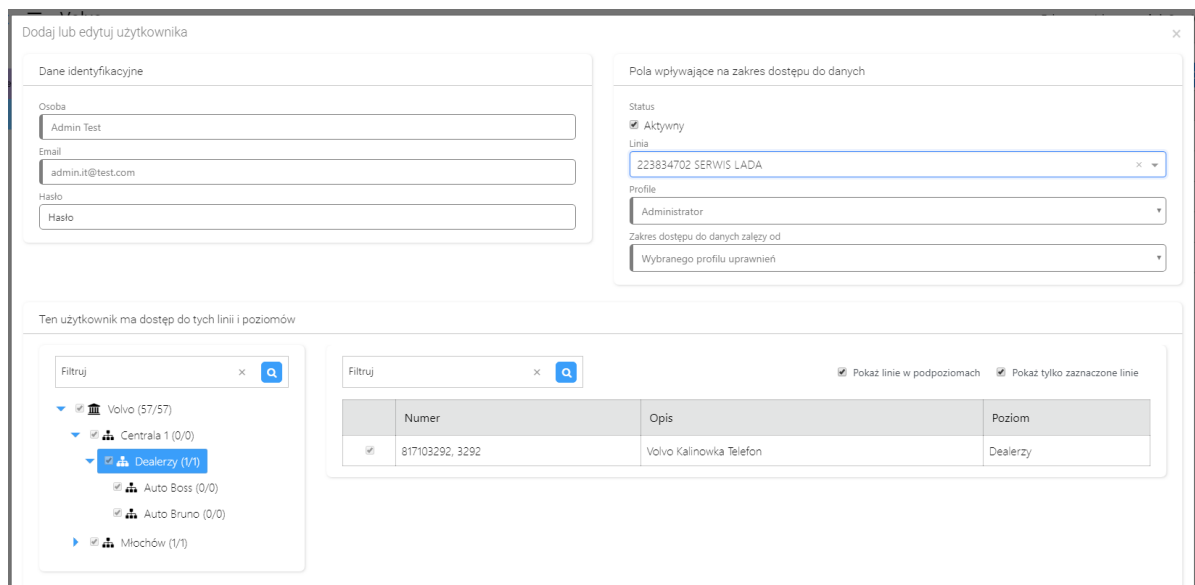 Dodaj lub edytuj użytkownika
×
Dane identyfikacyjne
Osoba
Admin Test
Email
admin.it@test.com
Hasło
Hasło
Pola wpływające na zakres dostępu do danych
Status
Aktywny
Linia
223834702 SERWIS LADA ×
Profile
Administrator
Zakres dostępu do danych zalęzy od
Wybranego profilu uprawnień
Ten użytkownik ma dostęp do tych linii i poziomów
Filtruj ×
Volvo (57/57)
Centrala 1 (0/0)
Dealerzy (1/1)
Auto Boss (0/0)
Auto Bruno (0/0)
Młochów (1/1)
Filtruj ×
Pokaż linie w podpoziomach Pokaż tylko zaznaczone linie
Numer Opis Poziom
817103292, 3292 Volvo Kalinowka Telefon Dealerzy